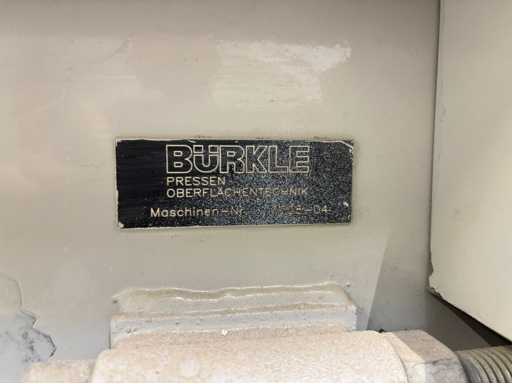 BÜRKLE
PRESSEN
OBERFLÄCHENTECHNIK
Maschinen-Nr.